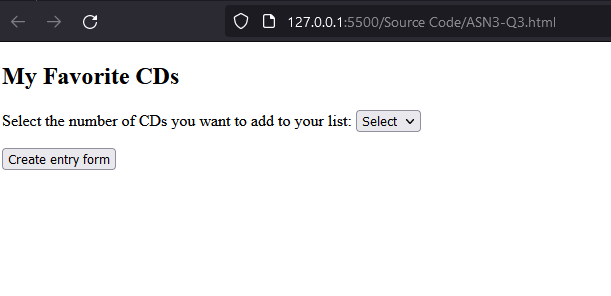 127.0.0.1:5500/Source Code/ASN3-Q3.html
My Favorite CDs
Select the number of CDs you want to add to your list: Select
Create entry form